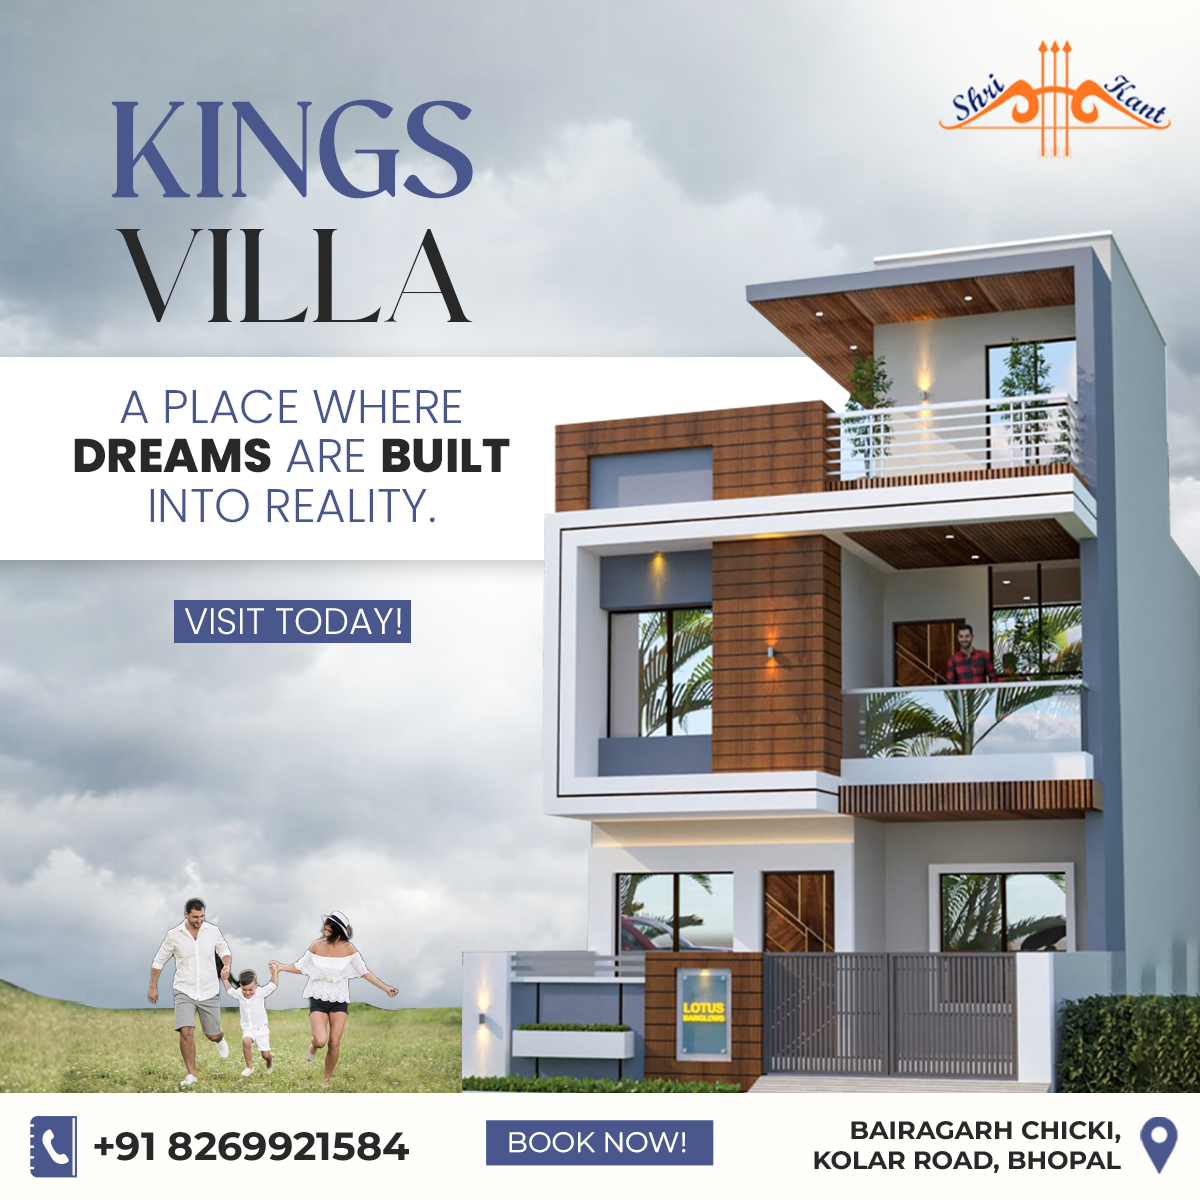 KINGS
VILLA
Shri Kant
A PLACE WHERE
DREAMS ARE BUILT
INTO REALITY.
VISIT TODAY!
LOTUS
BANGLOWS
+91 8269921584
BOOK NOW!
BAIRAGARH CHICKI,
KOLAR ROAD, BHOPAL